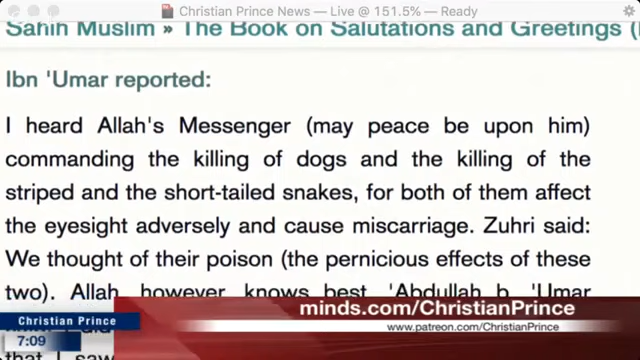 Christian Prince News — Live @ 151.5% — Ready
Sahih Muslim » The Book on Salutations and Greetings (
Ibn 'Umar reported:
I heard Allah's Messenger (may peace be upon him)
commanding the killing of dogs and the killing of the
striped and the short-tailed snakes, for both of them affect
the eyesight adversely and cause miscarriage. Zuhri said:
We thought of their poison (the pernicious effects of these
two). Allah, however, knows best. 'Abdullah b. 'Umar
minds.com/ChristianPrince
Christian Prince
www.patreon.com/ChristianPrince
7:09
that I saw